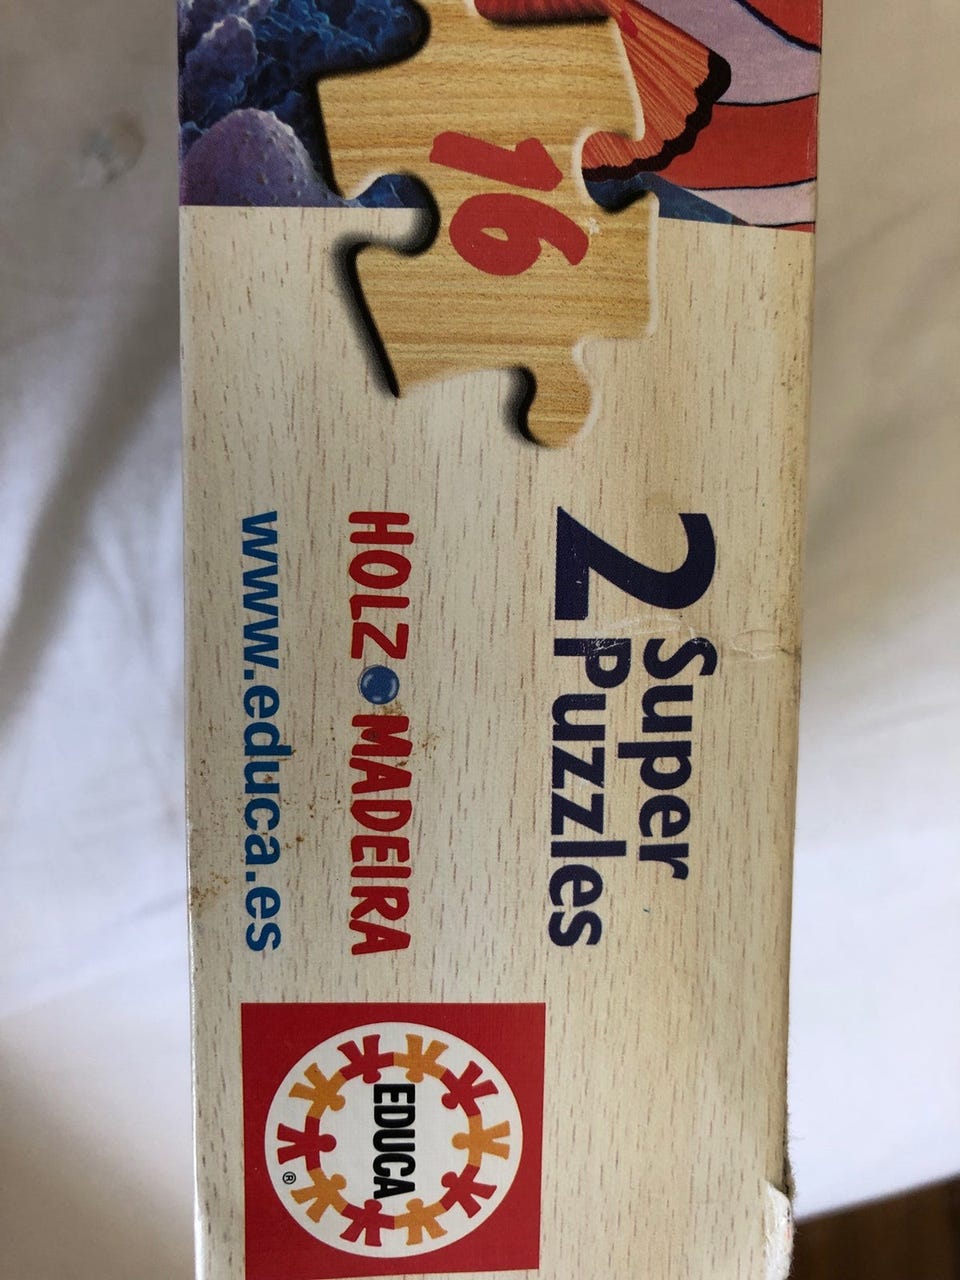 16
2 Super
Puzzles
HOLZ • MADEIRA
www.educa.es
EDUCA
®